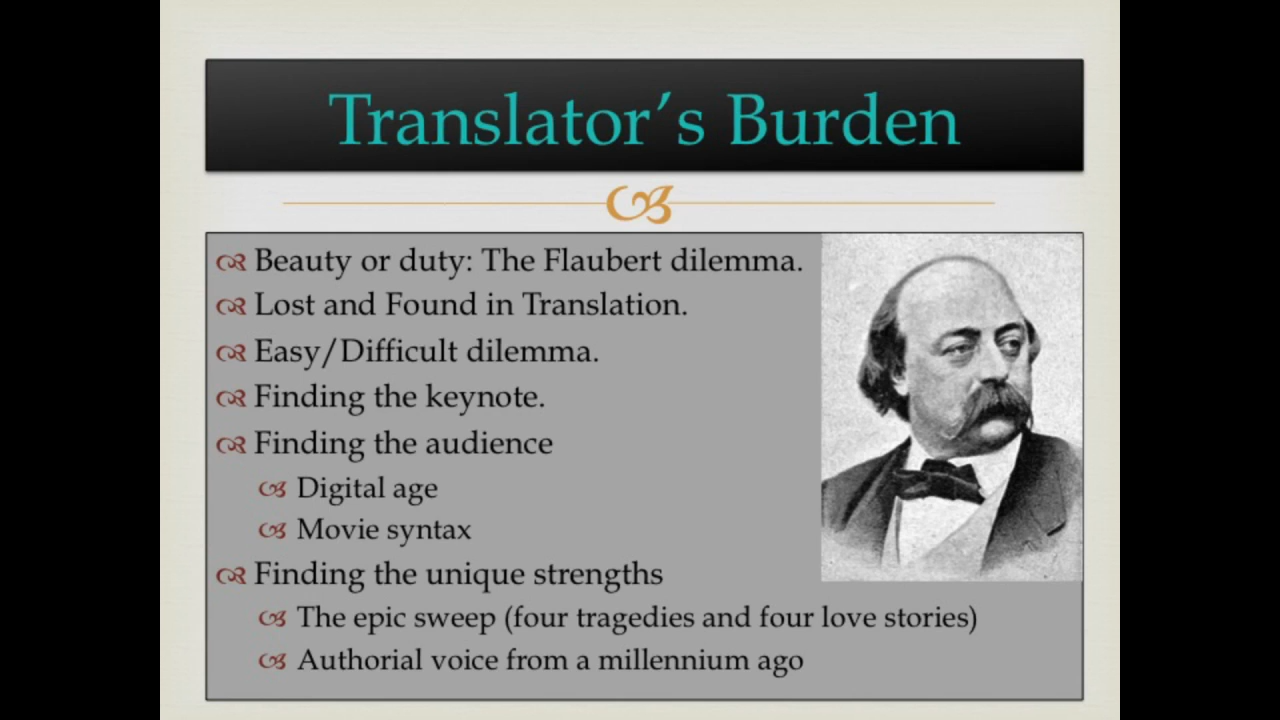 Translator’s Burden
Beauty or duty: The Flaubert dilemma.
Lost and Found in Translation.
Easy/Difficult dilemma.
Finding the keynote.
Finding the audience
Digital age
Movie syntax
Finding the unique strengths
The epic sweep (four tragedies and four love stories)
Authorial voice from a millennium ago